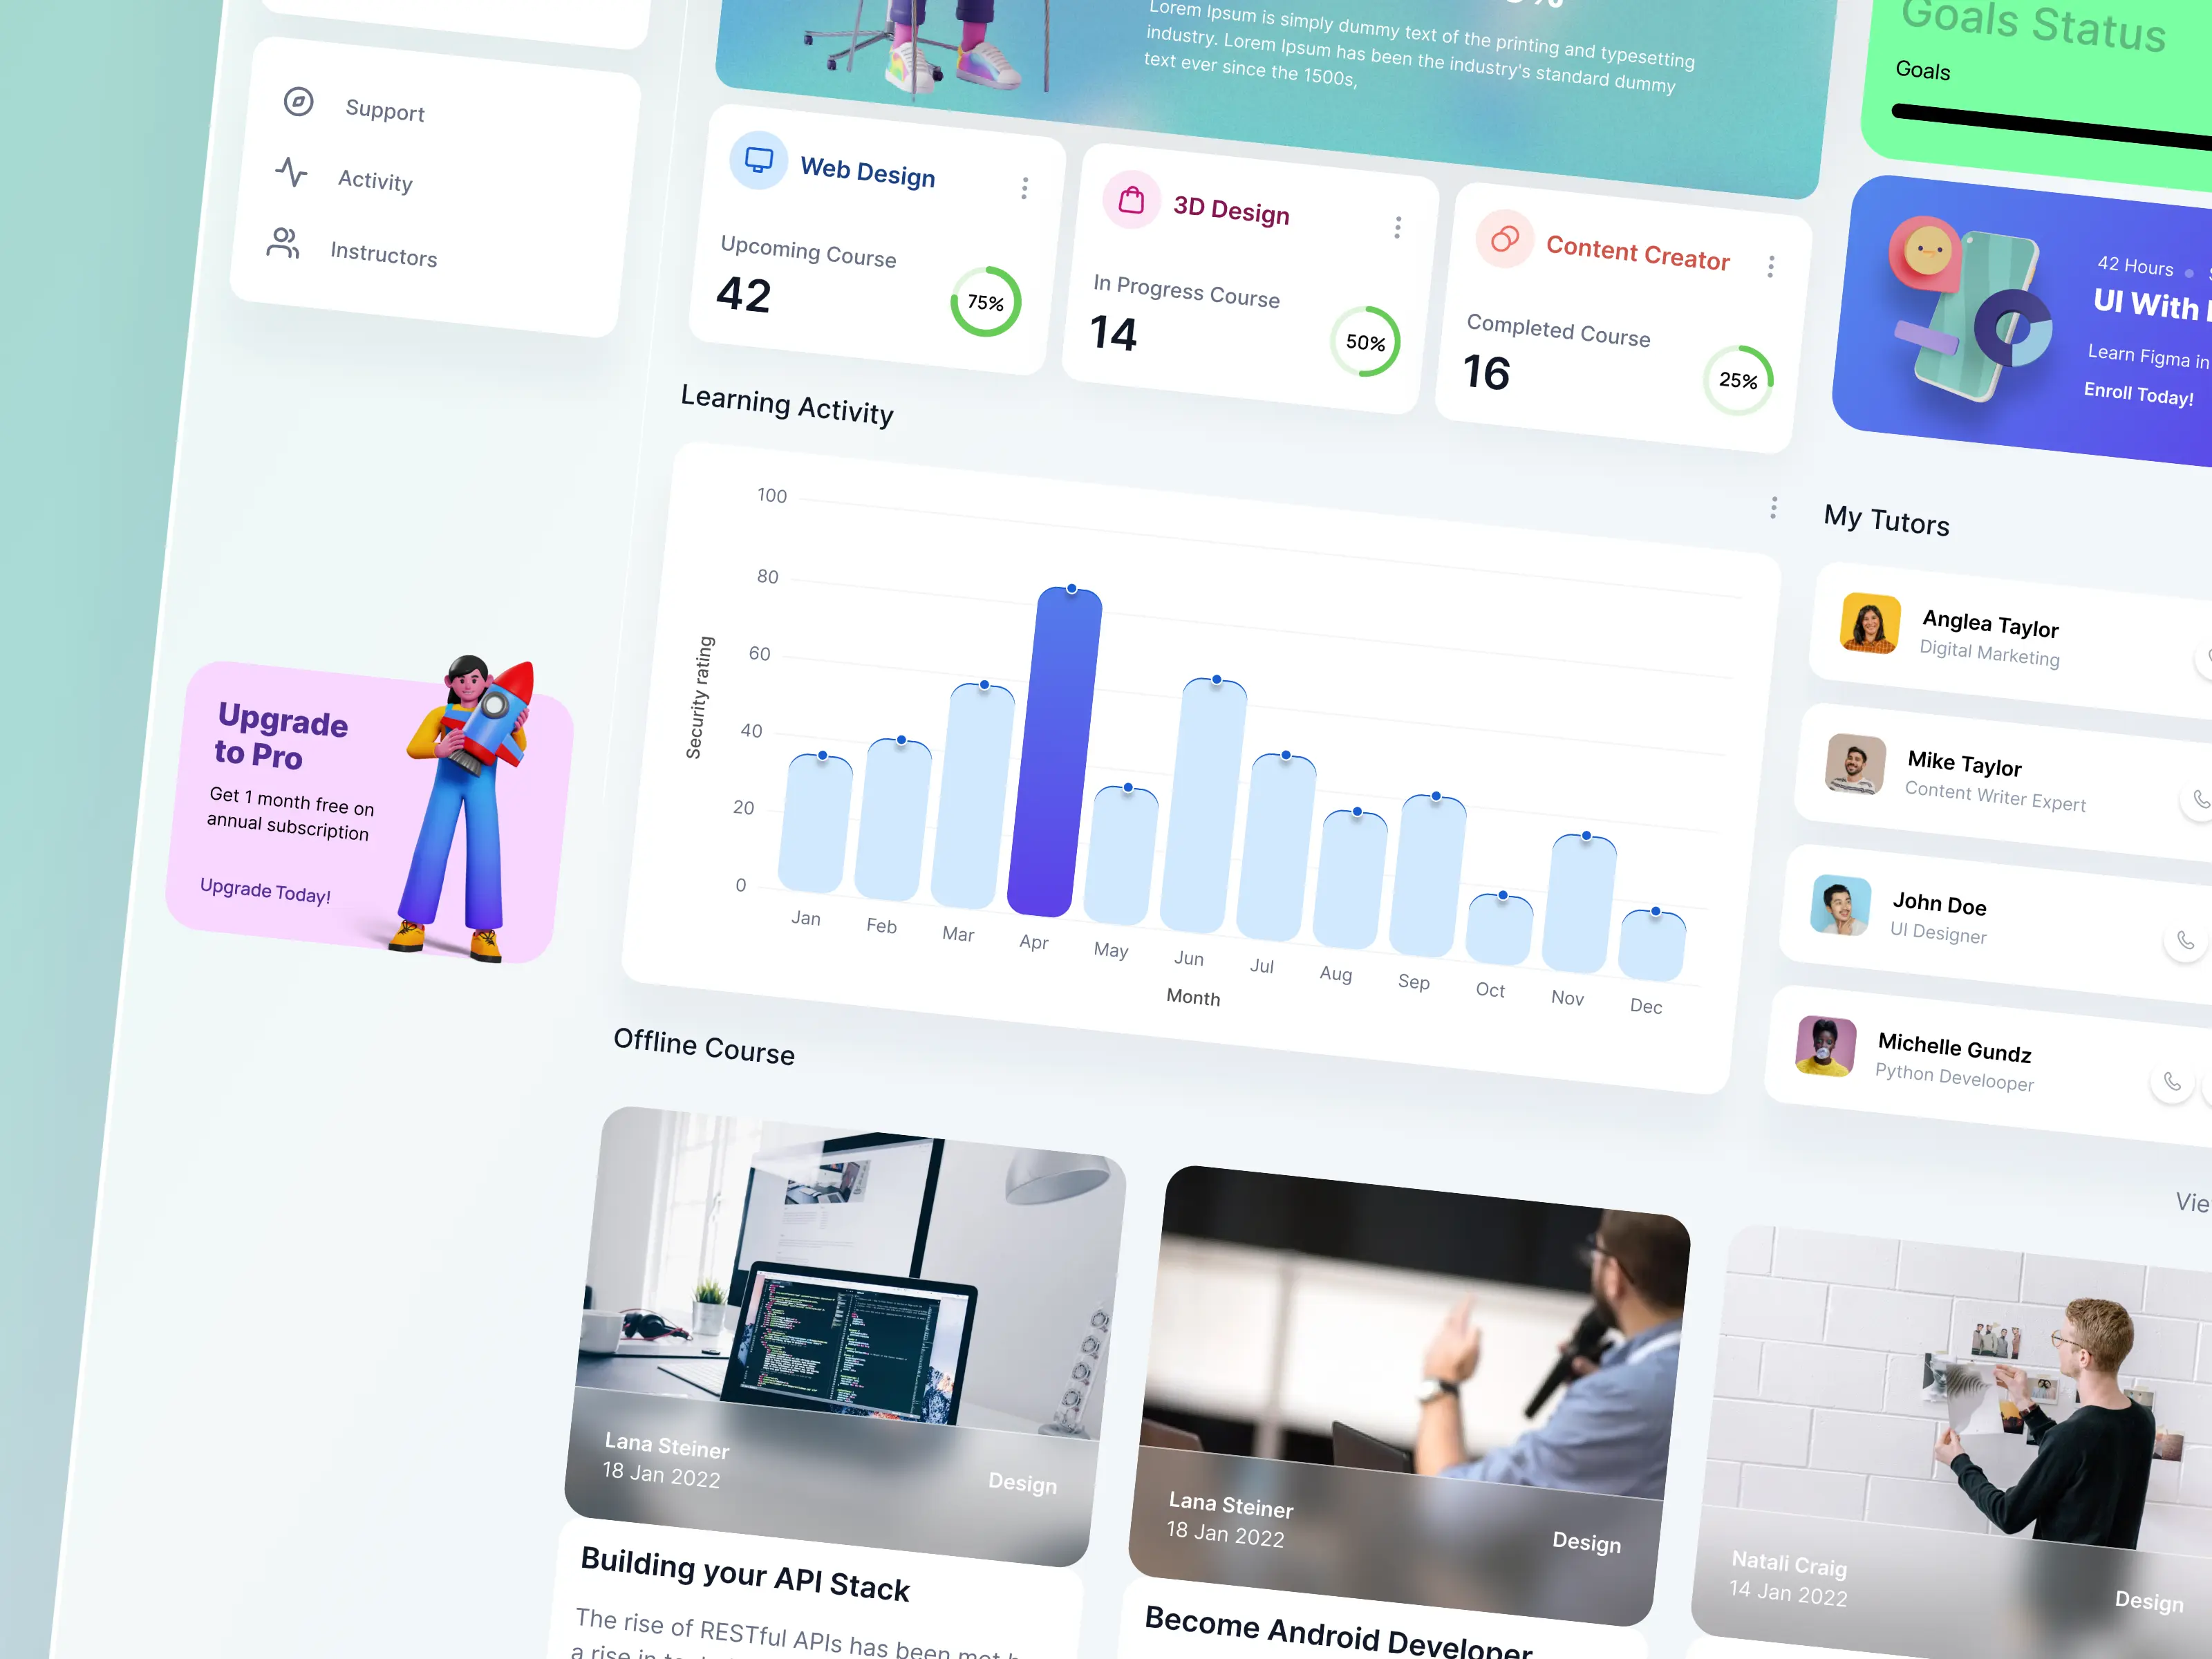 Lorem Ipsum is simply dummy text of the printing and typesetting
industry. Lorem Ipsum has been the industry's standard dummy
text ever since the 1500s,
Goals Status
Goals
Support
Activity
Instructors
Web Design
Upcoming Course
42
75%
3D Design
In Progress Course
14
50%
Content Creator
Completed Course
16
25%
42 Hours
UI With
Learn Figma in
Enroll Today!
Learning Activity
100
80
60
40
20
0
Security rating
Jan
Feb
Mar
Apr
May
Jun
Jul
Aug
Sep
Oct
Nov
Dec
Month
My Tutors
Anglea Taylor
Digital Marketing
Mike Taylor
Content Writer Expert
John Doe
UI Designer
Michelle Gundz
Python Develooper
Upgrade
to Pro
Get 1 month free on
annual subscription
Upgrade Today!
Offline Course
Lana Steiner
18 Jan 2022
Design
Building your API Stack
The rise of RESTful APIs has been met
a rise in
Lana Steiner
18 Jan 2022
Design
Become Android Developer
Natali Craig
14 Jan 2022
Design